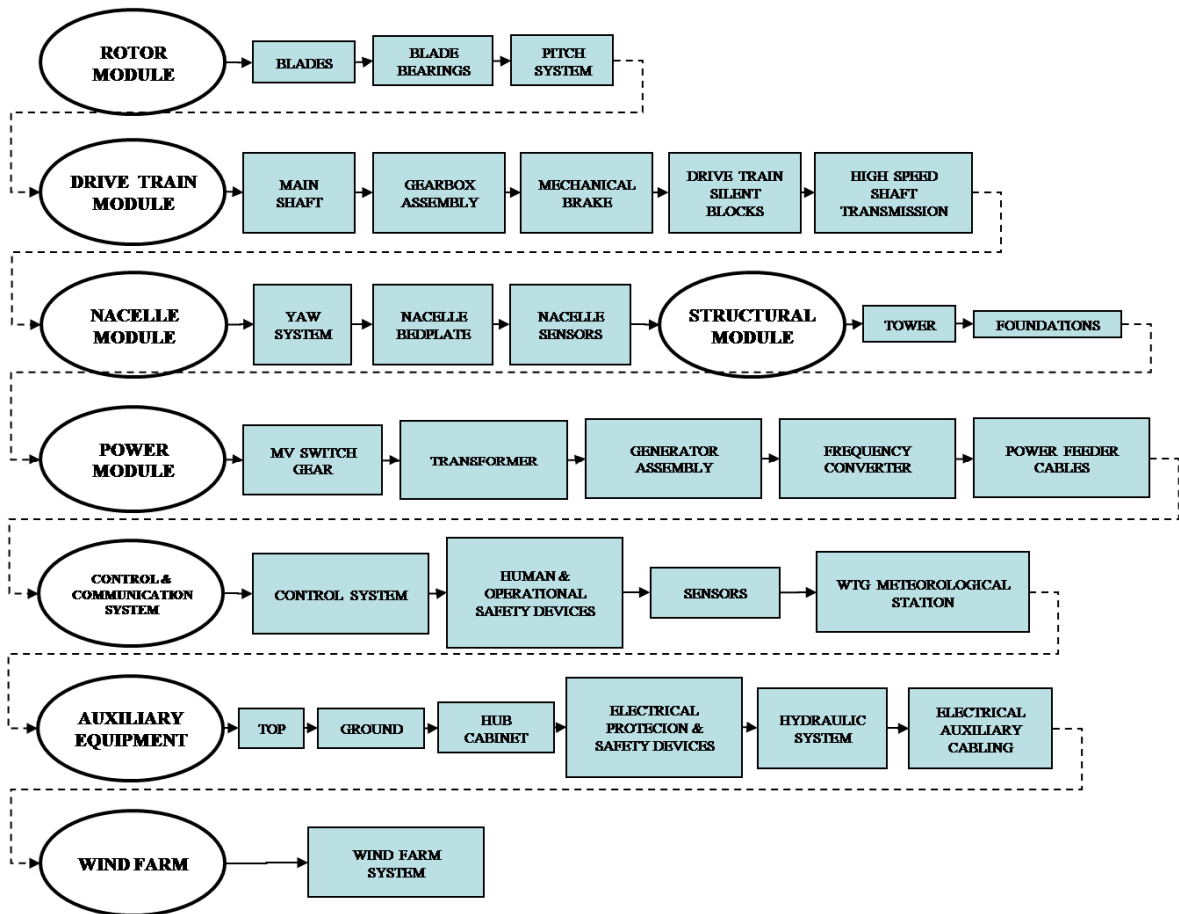 ROTOR
MODULE
BLADES
BLADE
BEARINGS
PITCH
SYSTEM
DRIVE TRAIN
MODULE
MAIN
SHAFT
GEARBOX
ASSEMBLY
MECHANICAL
BRAKE
DRIVE TRAIN
SILENT
BLOCKS
HIGH SPEED
SHAFT
TRANSMISSION
NACELLE
MODULE
YAW
SYSTEM
NACELLE
BEDPLATE
NACELLE
SENSORS
STRUCTURAL
MODULE
TOWER
FOUNDATIONS
POWER
MODULE
MV SWITCH
GEAR
TRANSFORMER
GENERATOR
ASSEMBLY
FREQUENCY
CONVERTER
POWER FEEDER
CABLES
CONTROL &
COMMUNICATION
SYSTEM
CONTROL SYSTEM
HUMAN &
OPERATIONAL
SAFETY DEVICES
SENSORS
WTG METEOROLOGICAL
STATION
AUXILIARY
EQUIPMENT
TOP
GROUND
HUB
CABINET
ELECTRICAL
PROTECION &
SAFETY DEVICES
HYDRAULIC
SYSTEM
ELECTRICAL
AUXILIARY
CABLING
WIND FARM
WIND FARM
SYSTEM